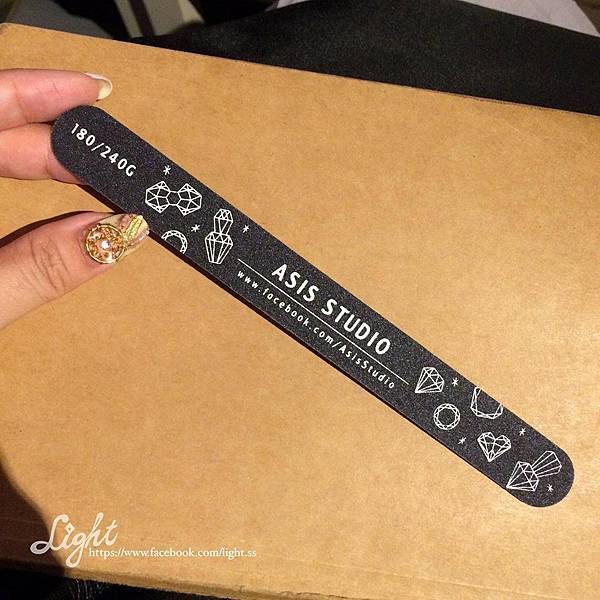 180/240G
ASIS STUDIO
www.facebook.com/AsisStudio
Light
https://www.facebook.com/light.ss